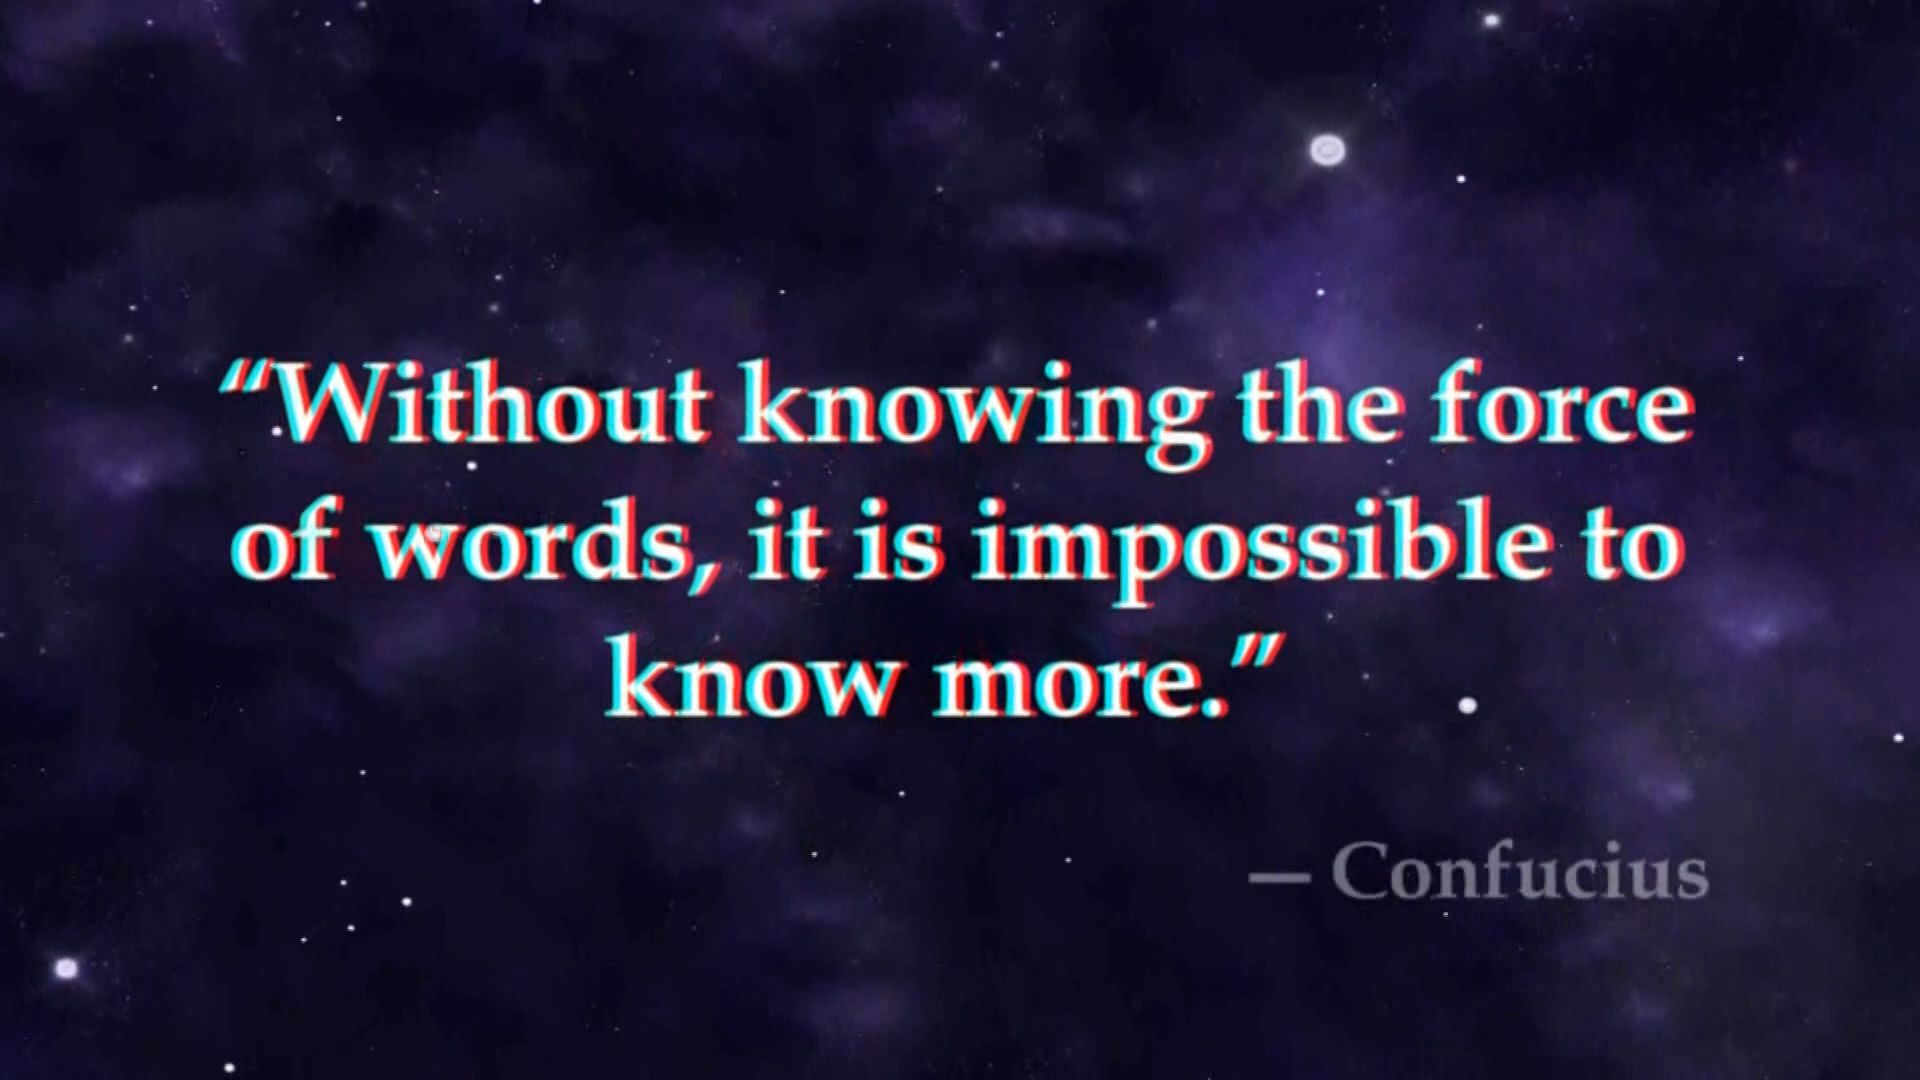 “Without knowing the force
of words, it is impossible to
know more.”
— Confucius